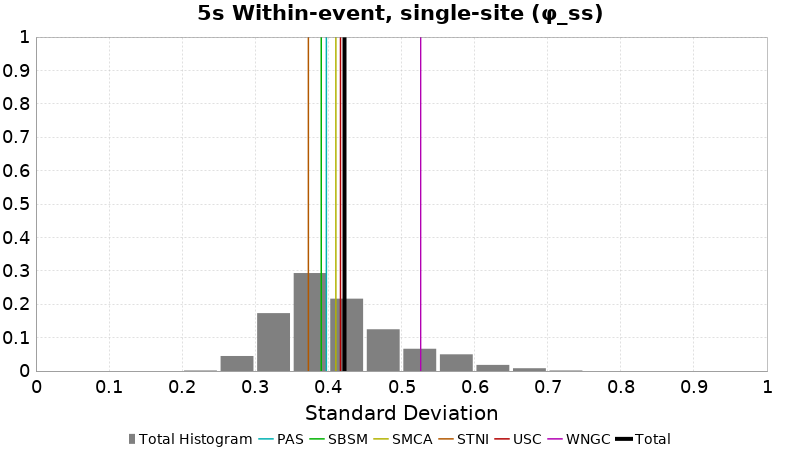 5s Within-event, single-site (φ_ss)
1
0.9
0.8
0.7
0.6
0.5
0.4
0.3
0.2
0.1
0
0 0.1 0.2 0.3 0.4 0.5 0.6 0.7 0.8 0.9 1
Standard Deviation
Total Histogram PAS SBSM SMCA STNI USC WNGC Total